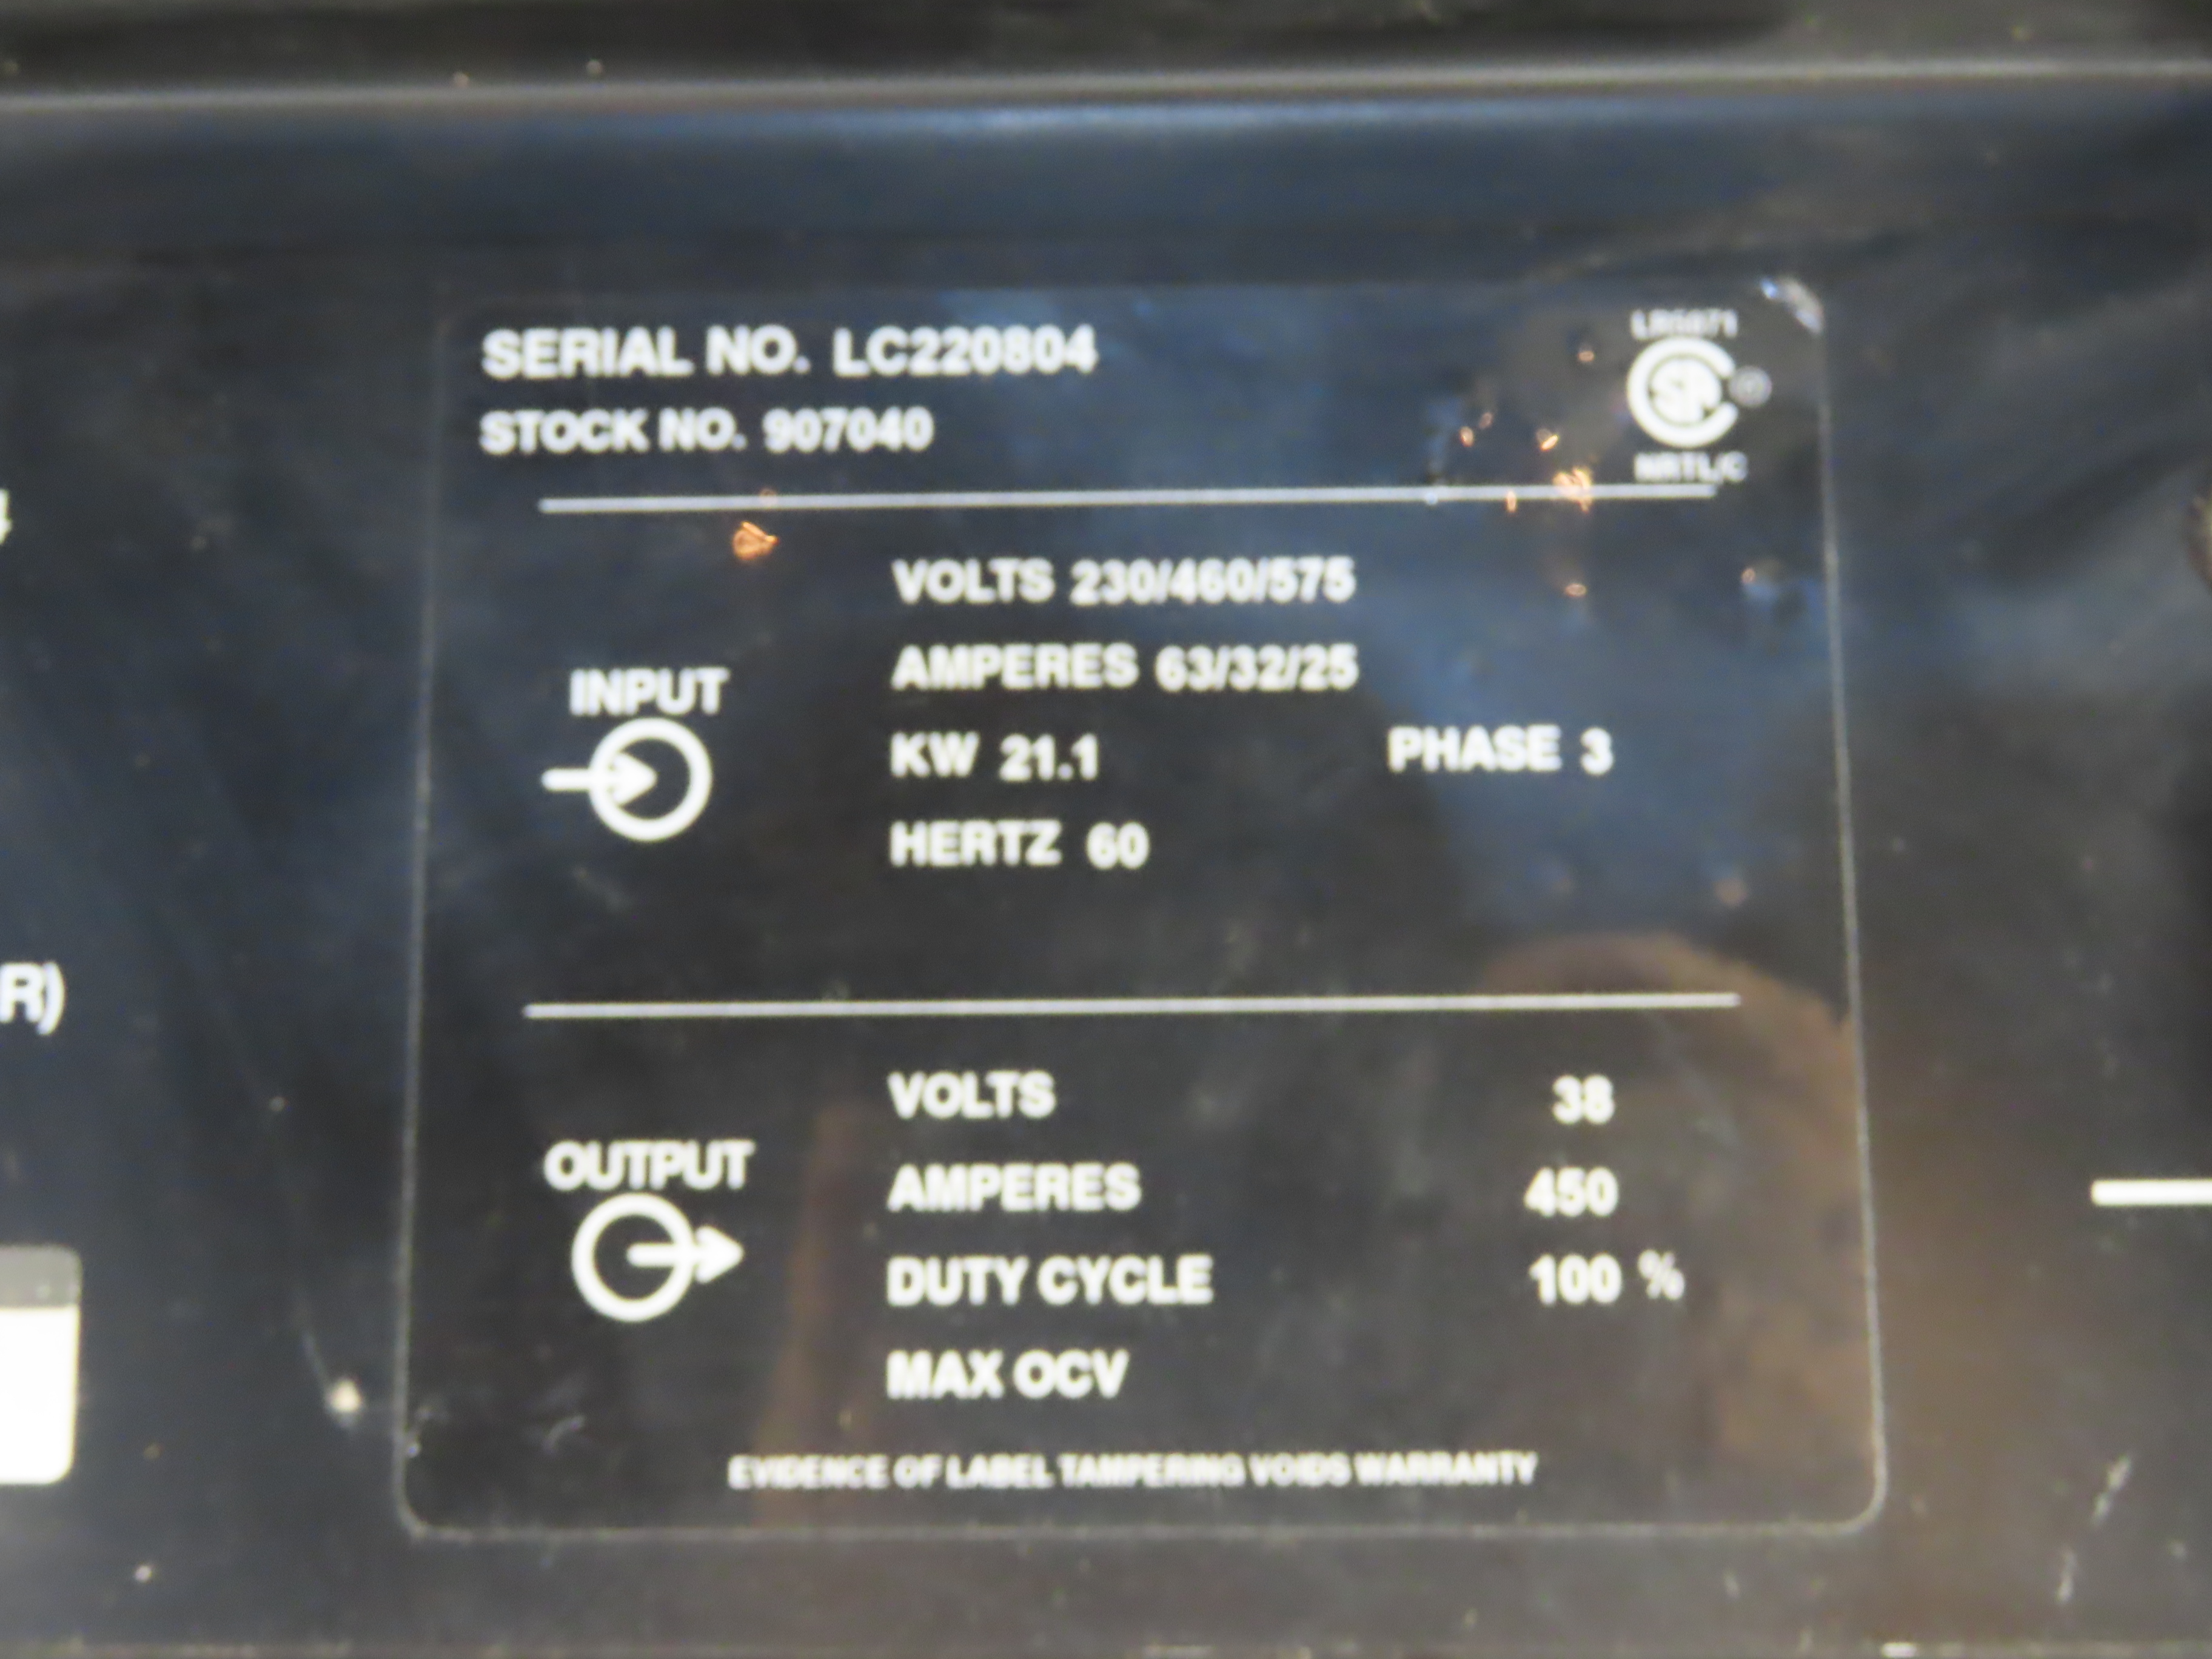 SERIAL NO. LC220804
STOCK NO. 907040
NRTL/C
VOLTS 230/460/575
AMPERES 63/32/25
INPUT
KW 21.1 PHASE 3
HERTZ 60
R)
VOLTS 38
OUTPUT
AMPERES 450
DUTY CYCLE 100 %
MAX OCV
EVIDENCE OF LABEL TAMPERING VOIDS WARRANTY